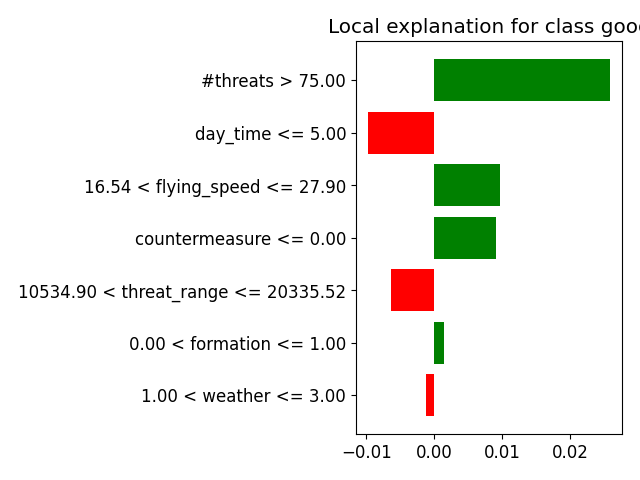 Local explanation for class good
#threats > 75.00
day_time <= 5.00
16.54 < flying_speed <= 27.90
countermeasure <= 0.00
10534.90 < threat_range <= 20335.52
0.00 < formation <= 1.00
1.00 < weather <= 3.00
−0.01 0.00 0.01 0.02